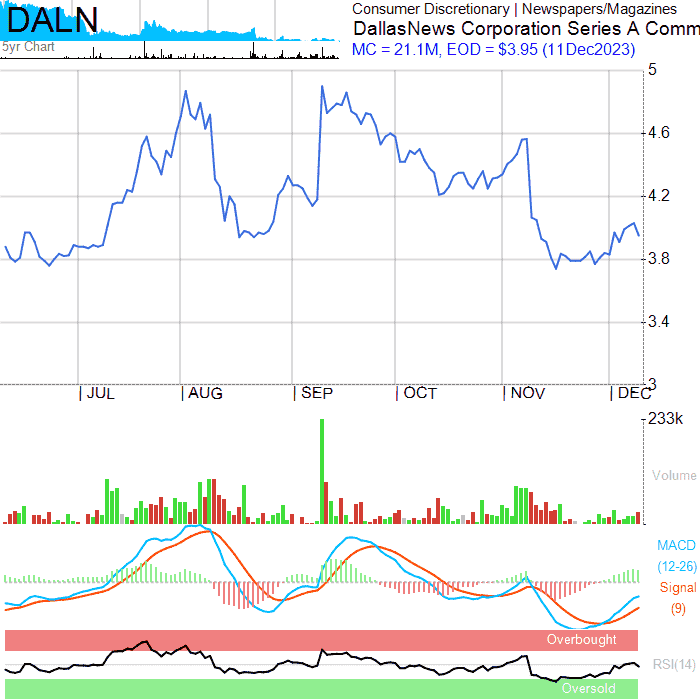 DALN
5yr Chart
Consumer Discretionary | Newspapers/Magazines
DallasNews Corporation Series A Comm
MC = 21.1M, EOD = $3.95 (11Dec2023)
5
4.6
4.2
3.8
3.4
3
JUL AUG SEP OCT NOV DEC
233k
Volume
MACD
(12-26)
Signal
(9)
Overbought
RSI(14)
Oversold